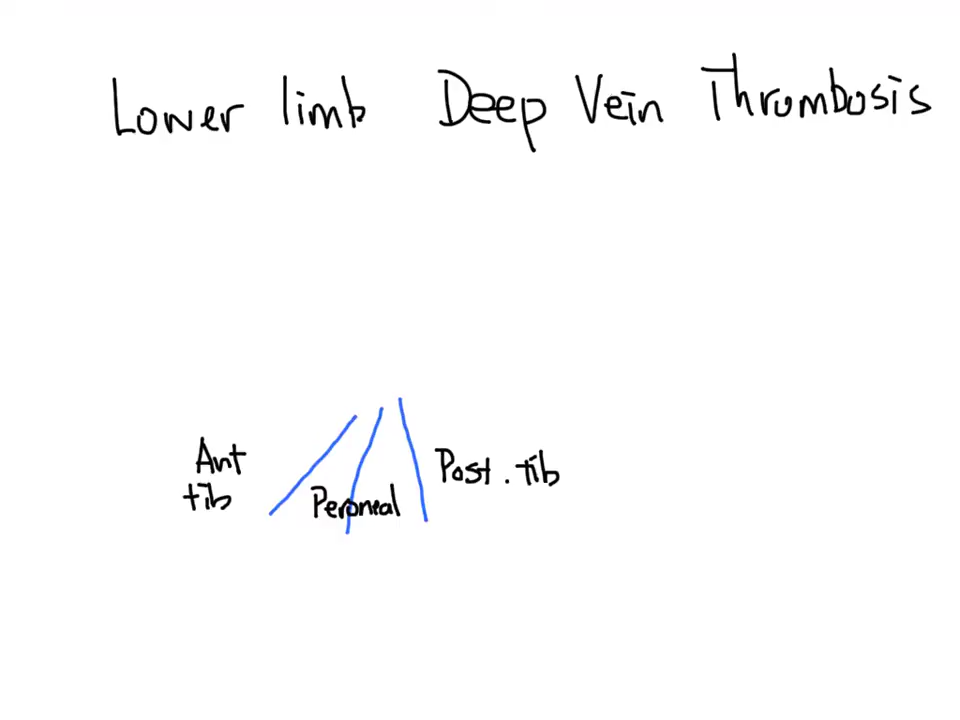 Lower limb Deep Vein Thrombosis
Ant
tib
Peroneal
Post. tib